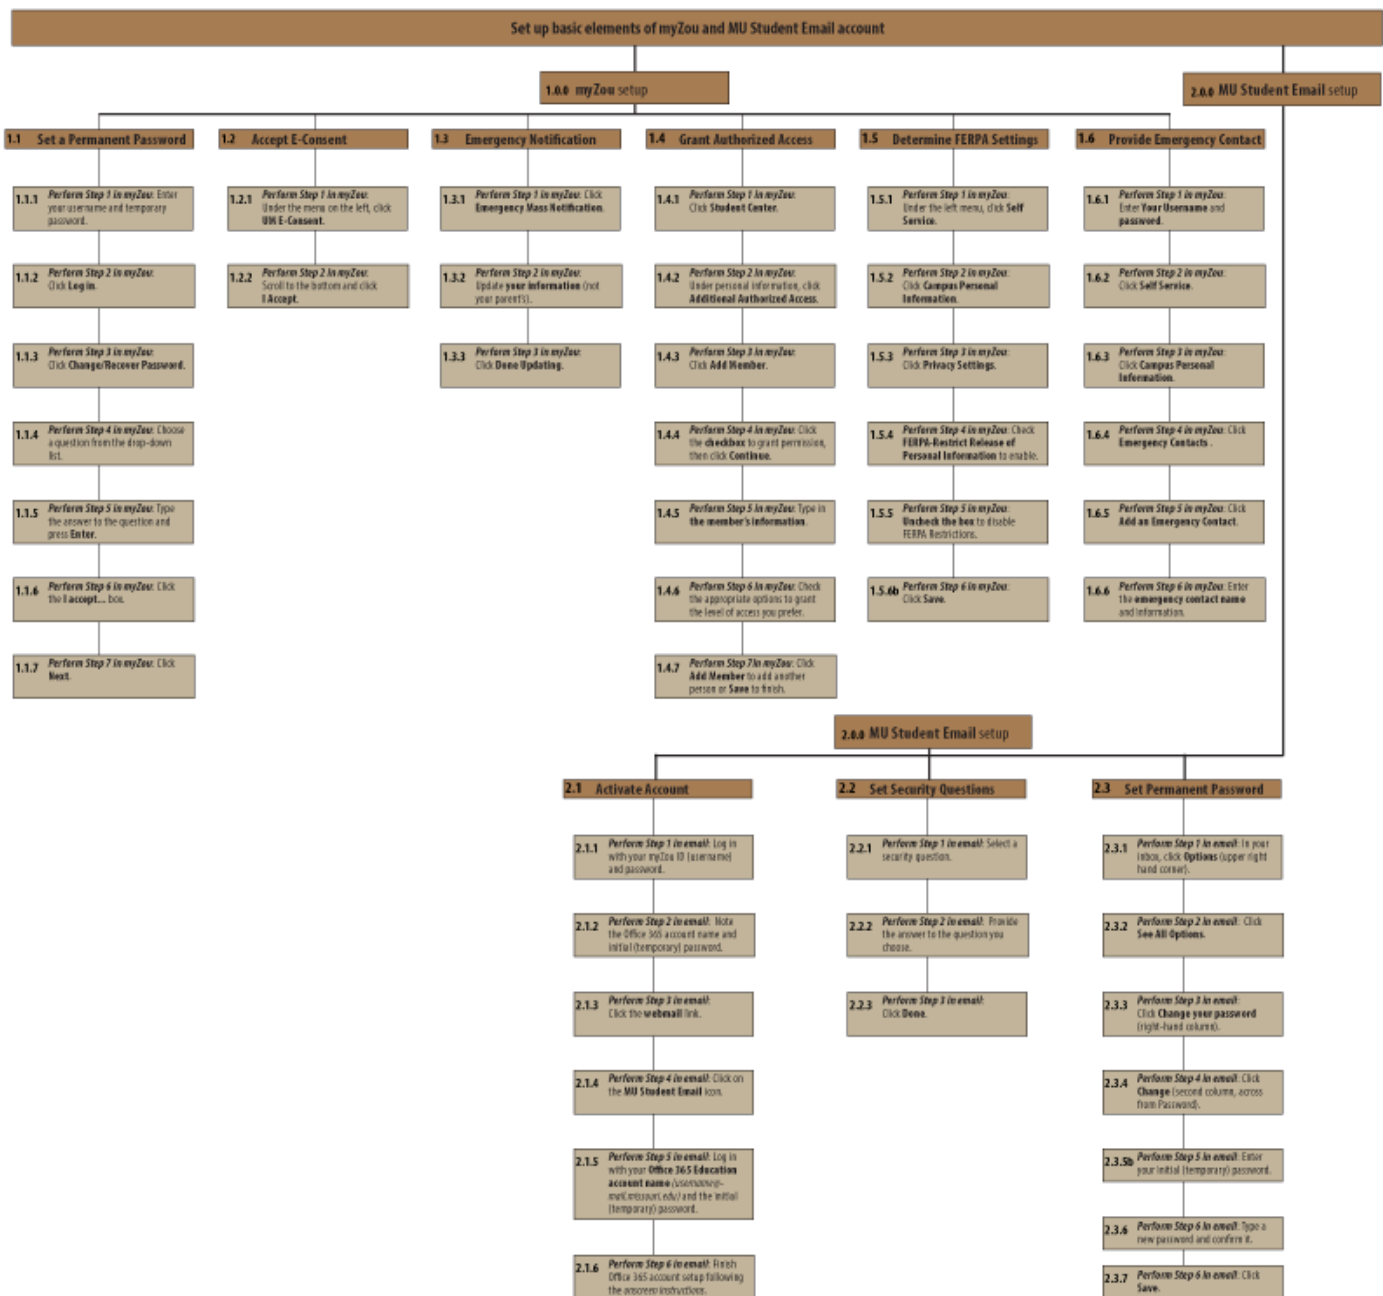 Set up basic elements of myZou and MU Student Email account
1.0.0 myZou setup
2.0.0 MU Student Email setup
1.1 Set a Permanent Password
1.1.1 Perform Step 1 in myZou: Enter
your username and temporary
password.
1.1.2 Perform Step 2 in myZou:
Click Log in.
1.1.3 Perform Step 3 in myZou:
Click Change/Recover Password.
1.1.4 Perform Step 4 in myZou: Choose
a question from the drop-down
list.
1.1.5 Perform Step 5 in myZou: Type
the answer to the question and
press Enter.
1.1.6 Perform Step 6 in myZou: Click
the I accept... box.
1.1.7 Perform Step 7 in myZou: Click
Next.
1.2 Accept E-Consent
1.2.1 Perform Step 1 in myZou:
Under the menu on the left, click
UM E-Consent.
1.2.2 Perform Step 2 in myZou:
Scroll to the bottom and click
I Accept.
1.3 Emergency Notification
1.3.1 Perform Step 1 in myZou: Click
Emergency Mass Notification.
1.3.2 Perform Step 2 in myZou:
Update your information (not
your parent's).
1.3.3 Perform Step 3 in myZou:
Click Done Updating.
1.4 Grant Authorized Access
1.4.1 Perform Step 1 in myZou:
Click Student Center.
1.4.2 Perform Step 2 in myZou:
Under personal information, click
Additional Authorized Access.
1.4.3 Perform Step 3 in myZou:
Click Add Member.
1.4.4 Perform Step 4 in myZou: Click
the checkbox to grant permission,
then click Continue.
1.4.5 Perform Step 5 in myZou: Type in
the member's information.
1.4.6 Perform Step 6 in myZou: Check
the appropriate options to grant
the level of access you prefer.
1.4.7 Perform Step 7in myZou: Click
Add Member to add another
person or Save to finish.
1.5 Determine FERPA Settings
1.5.1 Perform Step 1 in myZou:
Under the left menu, click Self
Service.
1.5.2 Perform Step 2 in myZou:
Click Campus Personal
Information.
1.5.3 Perform Step 3 in myZou:
Click Privacy Settings.
1.5.4 Perform Step 4 in myZou: Check
FERPA-Restrict Release of
Personal Information to enable.
1.5.5 Perform Step 5 in myZou:
Uncheck the box to disable
FERPA Restrictions.
1.5.6b Perform Step 6 in myZou:
Click Save.
1.6 Provide Emergency Contact
1.6.1 Perform Step 1 in myZou:
Enter Your Username and
password.
1.6.2 Perform Step 2 in myZou:
Click Self Service.
1.6.3 Perform Step 3 in myZou:
Click Campus Personal
Information.
1.6.4 Perform Step 4 in myZou: Click
Emergency Contacts .
1.6.5 Perform Step 5 in myZou: Click
Add an Emergency Contact.
1.6.6 Perform Step 6 in myZou: Enter
the emergency contact name
and information.
2.0.0 MU Student Email setup
2.1 Activate Account
2.1.1 Perform Step 1 in email: Log in
with your myZou ID (username)
and password.
2.1.2 Perform Step 2 in email: Note
the Office 365 account name and
initial (temporary) password.
2.1.3 Perform Step 3 in email:
Click the webmail link.
2.1.4 Perform Step 4 in email: Click on
the MU Student Email icon.
2.1.5 Perform Step 5 in email: Log in
with your Office 365 Education
account name (username@-
mail.missouri.edu) and the initial
(temporary) password.
2.1.6 Perform Step 6 in email: Finish
Office 365 account setup following
the onscreen instructions.
2.2 Set Security Questions
2.2.1 Perform Step 1 in email: Select a
security question.
2.2.2 Perform Step 2 in email: Provide
the answer to the question you
choose.
2.2.3 Perform Step 3 in email:
Click Done.
2.3 Set Permanent Password
2.3.1 Perform Step 1 in email: In your
inbox, click Options (upper right
hand corner).
2.3.2 Perform Step 2 in email: Click
See All Options.
2.3.3 Perform Step 3 in email:
Click Change your password
(right-hand column).
2.3.4 Perform Step 4 in email: Click
Change (second column, across
from Password).
2.3.5b Perform Step 5 in email: Enter
your initial (temporary) password.
2.3.6 Perform Step 6 in email: Type a
new password and confirm it.
2.3.7 Perform Step 6 in email: Click
Save.